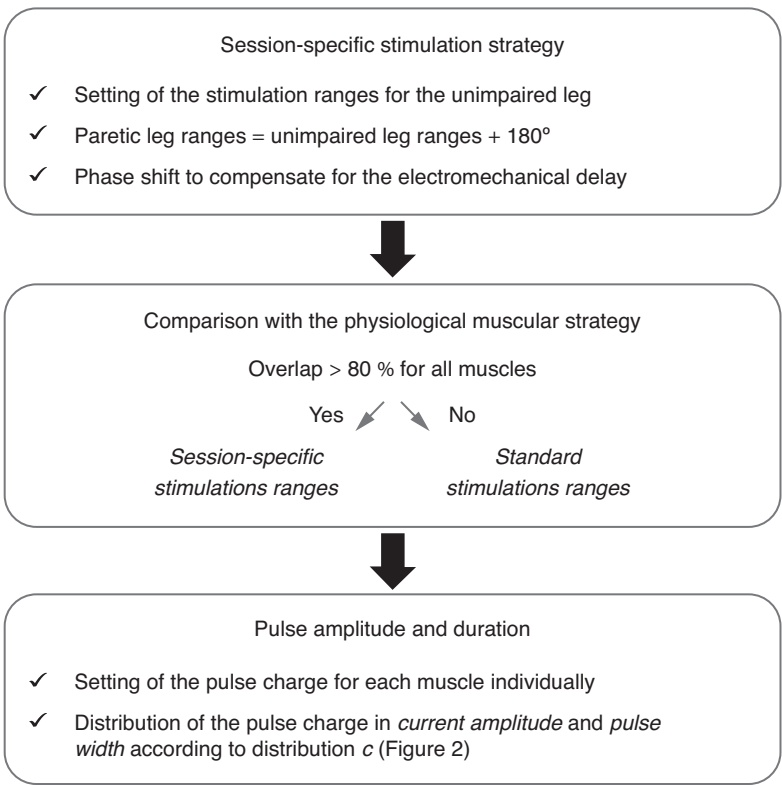 Session-specific stimulation strategy
✓ Setting of the stimulation ranges for the unimpaired leg
✓ Paretic leg ranges = unimpaired leg ranges + 180º
✓ Phase shift to compensate for the electromechanical delay
Comparison with the physiological muscular strategy
Overlap > 80 % for all muscles
Yes No
Session-specific Standard
stimulations ranges stimulations ranges
Pulse amplitude and duration
✓ Setting of the pulse charge for each muscle individually
✓ Distribution of the pulse charge in current amplitude and pulse
width according to distribution c (Figure 2)